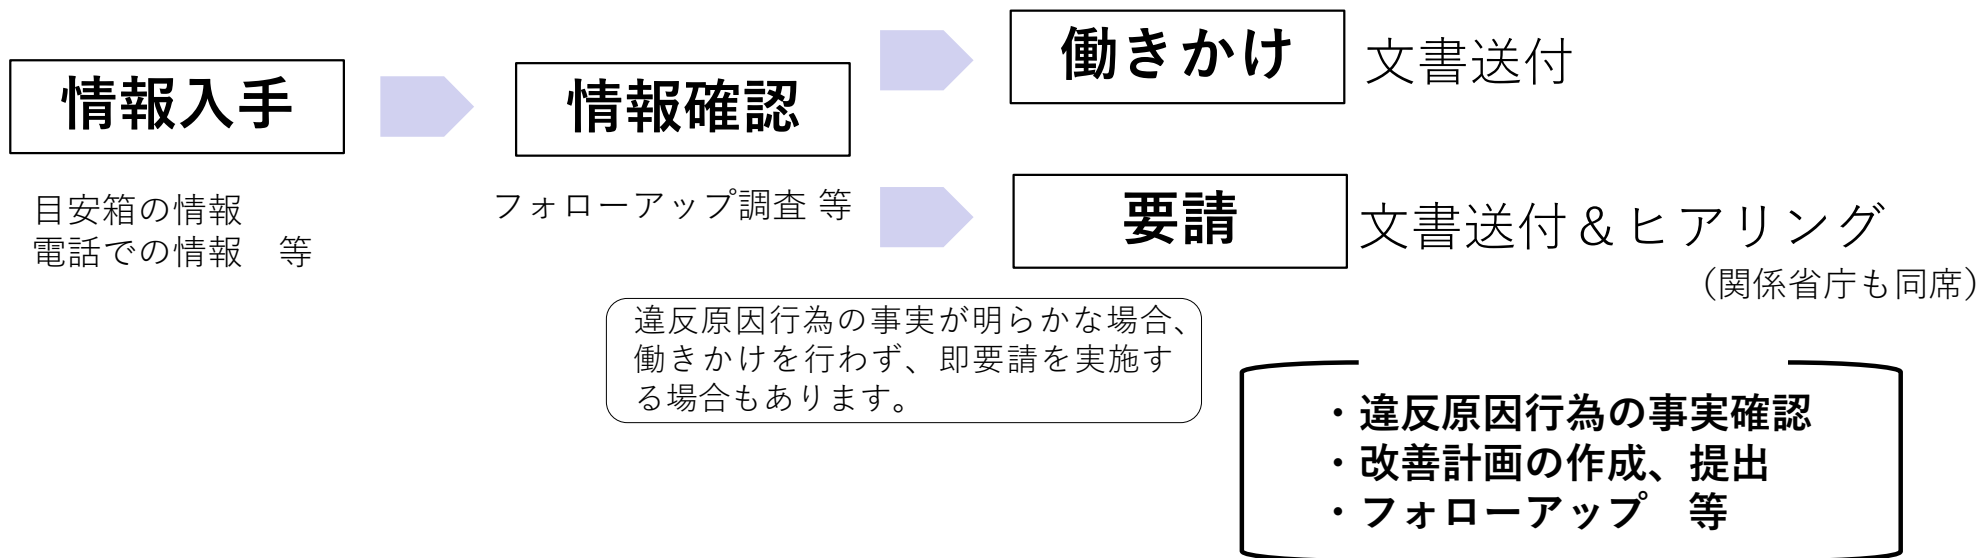 情報入手
目安箱の情報
電話での情報　等
情報確認
フォローアップ調査 等
働きかけ
文書送付
要請
文書送付＆ヒアリング
（関係省庁も同席）
違反原因行為の事実が明らかな場合、
働きかけを行わず、即要請を実施す
る場合もあります。
・違反原因行為の事実確認
・改善計画の作成、提出
・フォローアップ　等